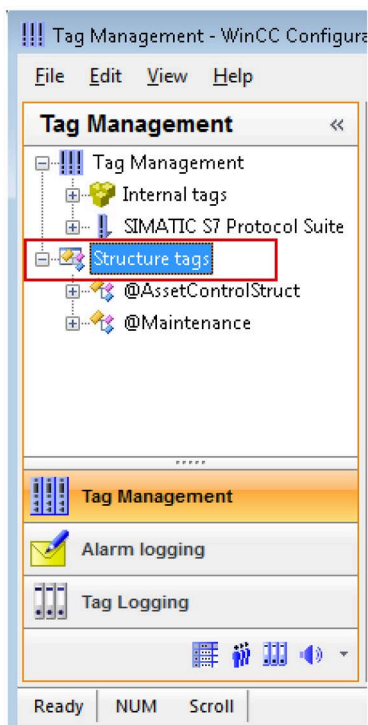 Tag Management - WinCC Configura
File Edit View Help
Tag Management «
Tag Management
Internal tags
SIMATIC S7 Protocol Suite
Structure tags
@AssetControlStruct
@Maintenance
Tag Management
Alarm logging
Tag Logging
Ready NUM Scroll